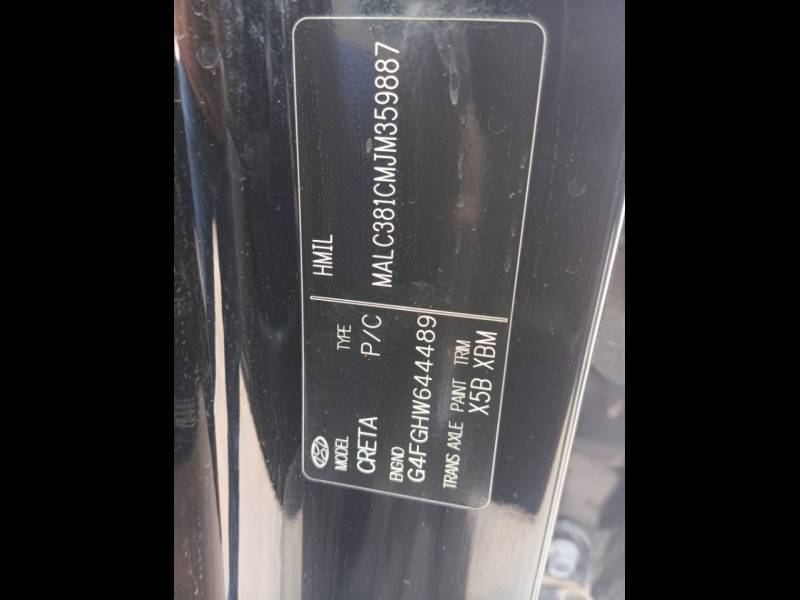 MODEL TYPE
CRETA P/C
ENGNO
G4FGHW644489
TRANS AXLE PAINT TRIM
X5B XBM
HMIL
MALC381CMJM359887